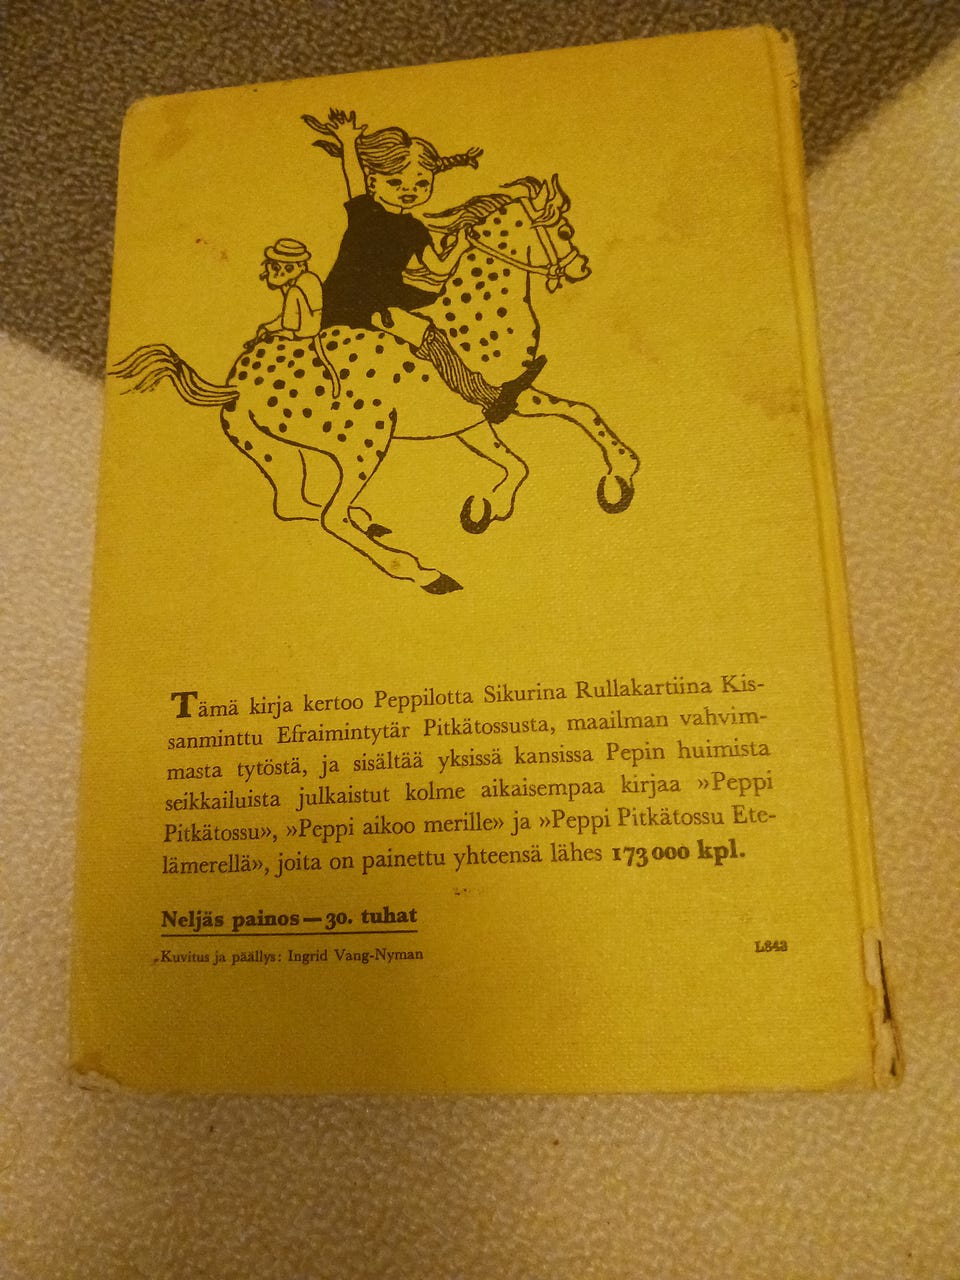 Tämä kirja kertoo Peppilotta Sikurina Rullakartiina Kis-
sanminttu Efraimintytär Pitkätossusta, maailman vahvim-
masta tytöstä, ja sisältää yksissä kansissa Pepin huimista
seikkailuista julkaistut kolme aikaisempaa kirjaa »Peppi
Pitkätossu», »Peppi aikoo merille» ja »Peppi Pitkätossu Ete-
lämerellä», joita on painettu yhteensä lähes 173 000 kpl.
Neljäs painos — 30. tuhat
Kuvitus ja päällys: Ingrid Vang-Nyman
L343